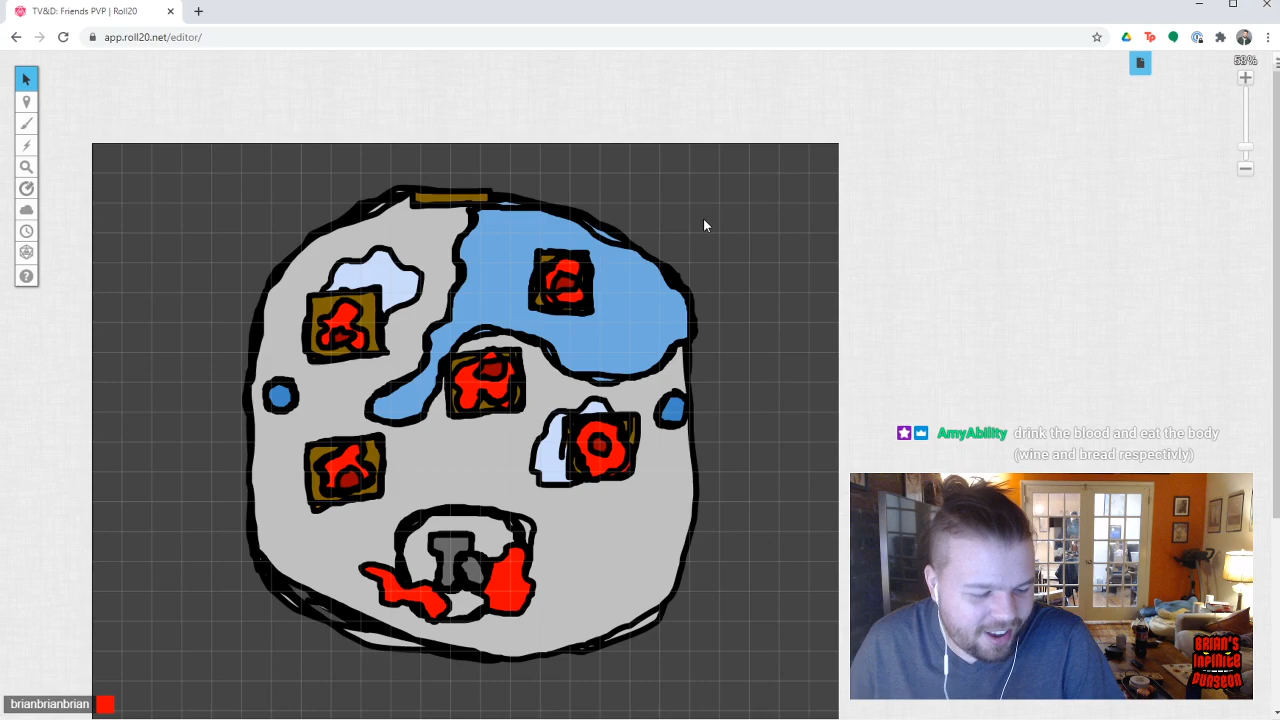 TV&D: Friends PVP | Roll20
app.roll20.net/editor/
58%
AmyAbility drink the blood and eat the body
(wine and bread respectivly)
BRIAN'S
INFINITE
DUNGEON
brianbrianbrian